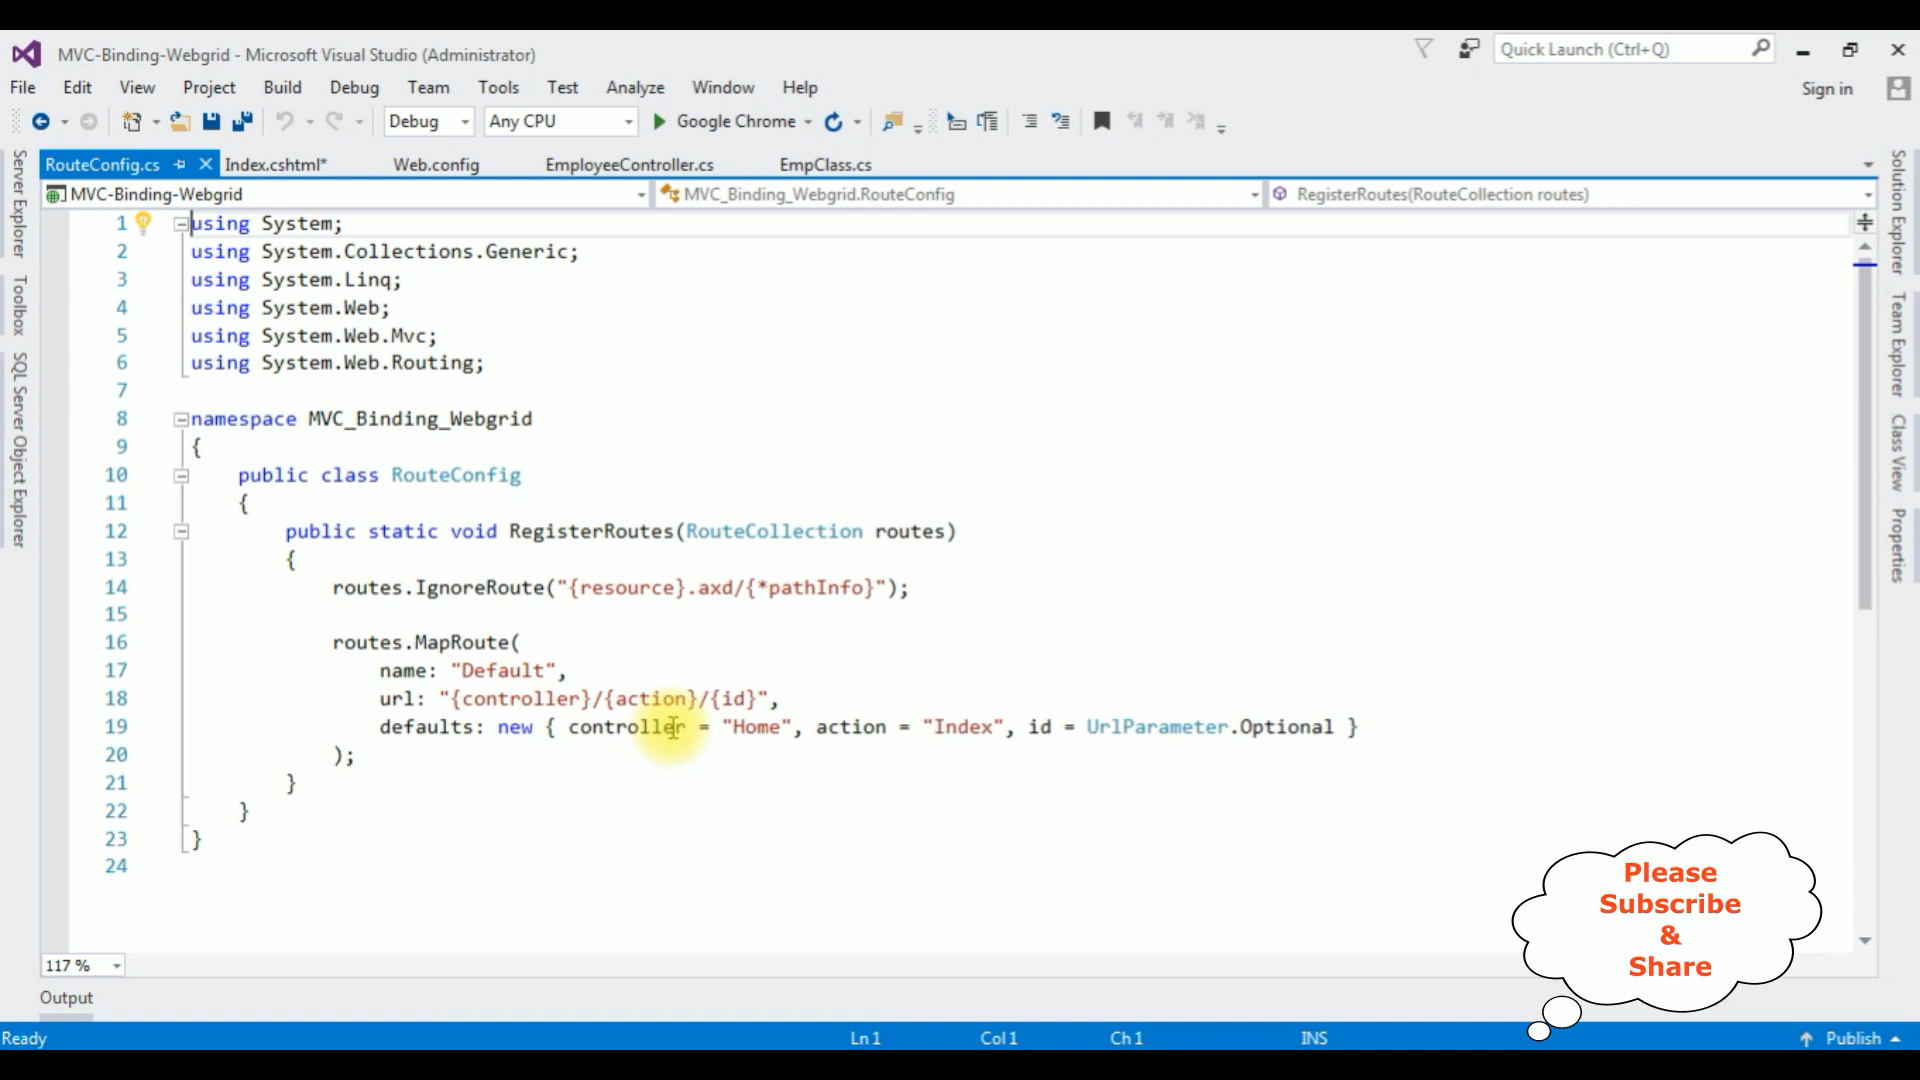 MVC-Binding-Webgrid - Microsoft Visual Studio (Administrator)
Quick Launch (Ctrl+Q)
File Edit View Project Build Debug Team Tools Test Analyze Window Help
Sign in
Debug Any CPU Google Chrome
RouteConfig.cs Index.cshtml* Web.config EmployeeController.cs EmpClass.cs
MVC-Binding-Webgrid MVC_Binding_Webgrid.RouteConfig RegisterRoutes(RouteCollection routes)
Server Explorer
Toolbox
SQL Server Object Explorer
1 using System;
2 using System.Collections.Generic;
3 using System.Linq;
4 using System.Web;
5 using System.Web.Mvc;
6 using System.Web.Routing;
7
8 namespace MVC_Binding_Webgrid
9 {
10 public class RouteConfig
11 {
12 public static void RegisterRoutes(RouteCollection routes)
13 {
14 routes.IgnoreRoute("{resource}.axd/{*pathInfo}");
15
16 routes.MapRoute(
17 name: "Default",
18 url: "{controller}/{action}/{id}",
19 defaults: new { controller = "Home", action = "Index", id = UrlParameter.Optional }
20 );
21 }
22 }
23 }
24
Solution Explorer
Team Explorer
Class View
Properties
Please
Subscribe
&
Share
117 %
Output
Ready Ln 1 Col 1 Ch 1 INS Publish